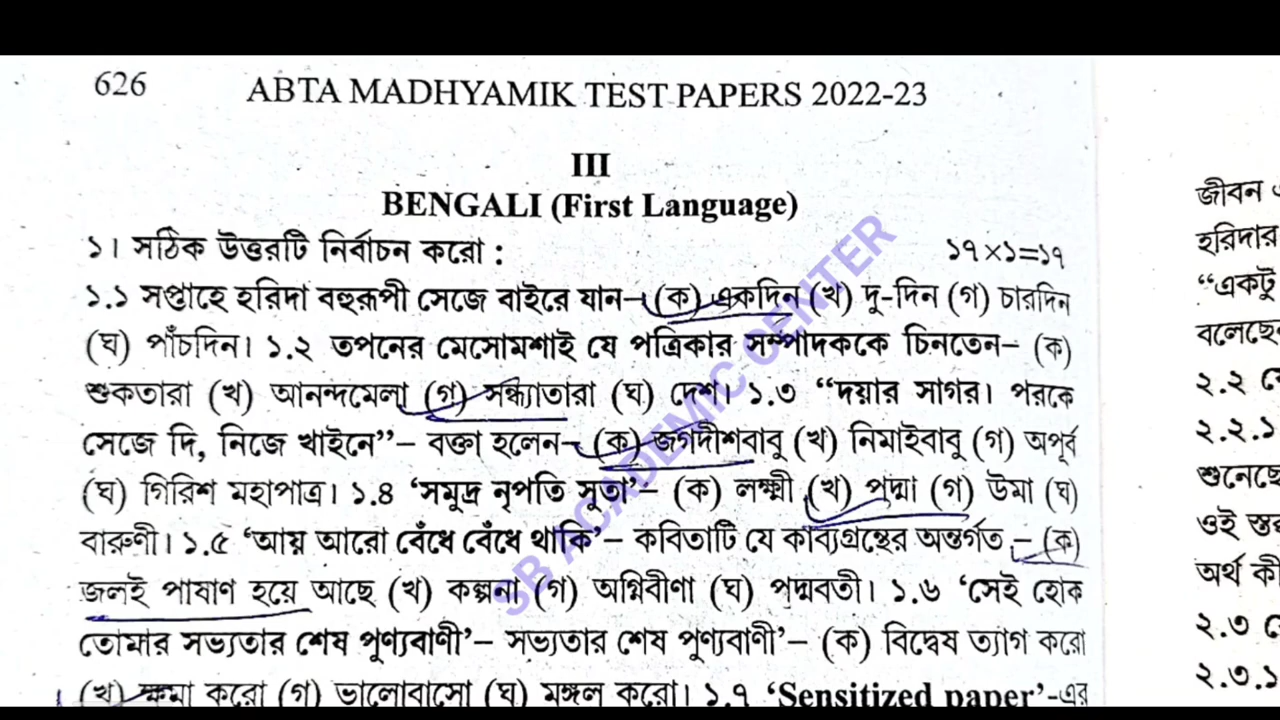 626 ABTA MADHYAMIK TEST PAPERS 2022-23
III
BENGALI (First Language)
১। সঠিক উত্তরটি নির্বাচন করো : ১৭×১=১৭
১.১ সপ্তাহে হরিদা বহুরূপী সেজে বাইরে যান– (ক) একদিন (খ) দু-দিন (গ) চারদিন
(ঘ) পাঁচদিন। ১.২ তপনের মেসোমশাই যে পত্রিকার সম্পাদককে চিনতেন– (ক)
শুকতারা (খ) আনন্দমেলা (গ) সন্ধ্যাতারা (ঘ) দেশ। ১.৩ “দয়ার সাগর। পরকে
সেজে দি, নিজে খাইনে”– বক্তা হলেন– (ক) জগদীশবাবু (খ) নিমাইবাবু (গ) অপূর্ব
(ঘ) গিরিশ মহাপাত্র। ১.৪ ‘সমুদ্র নৃপতি সুতা’– (ক) লক্ষ্মী (খ) পদ্মা (গ) উমা (ঘ)
বারুণী। ১.৫ ‘আয় আরো বেঁধে বেঁধে থাকি’– কবিতাটি যে কাব্যগ্রন্থের অন্তর্গত – (ক)
জলই পাষাণ হয়ে আছে (খ) কল্পনা (গ) অগ্নিবীণা (ঘ) পদ্মবতী। ১.৬ ‘সেই হোক
তোমার সভ্যতার শেষ পুণ্যবাণী’– সভ্যতার শেষ পুণ্যবাণী’– (ক) বিদ্বেষ ত্যাগ করো
(খ) ক্ষমা করো (গ) ভালোবাসো (ঘ) মঙ্গল করো। ১.৭ ‘Sensitized paper’-এর
SB ACADEMIC CENTER
জীবন
হরিদার
“একটু
বলেছে
২.২
২.২.১
শুনেছে
ওই
অর্থ কী
২.৩
২.৩.১